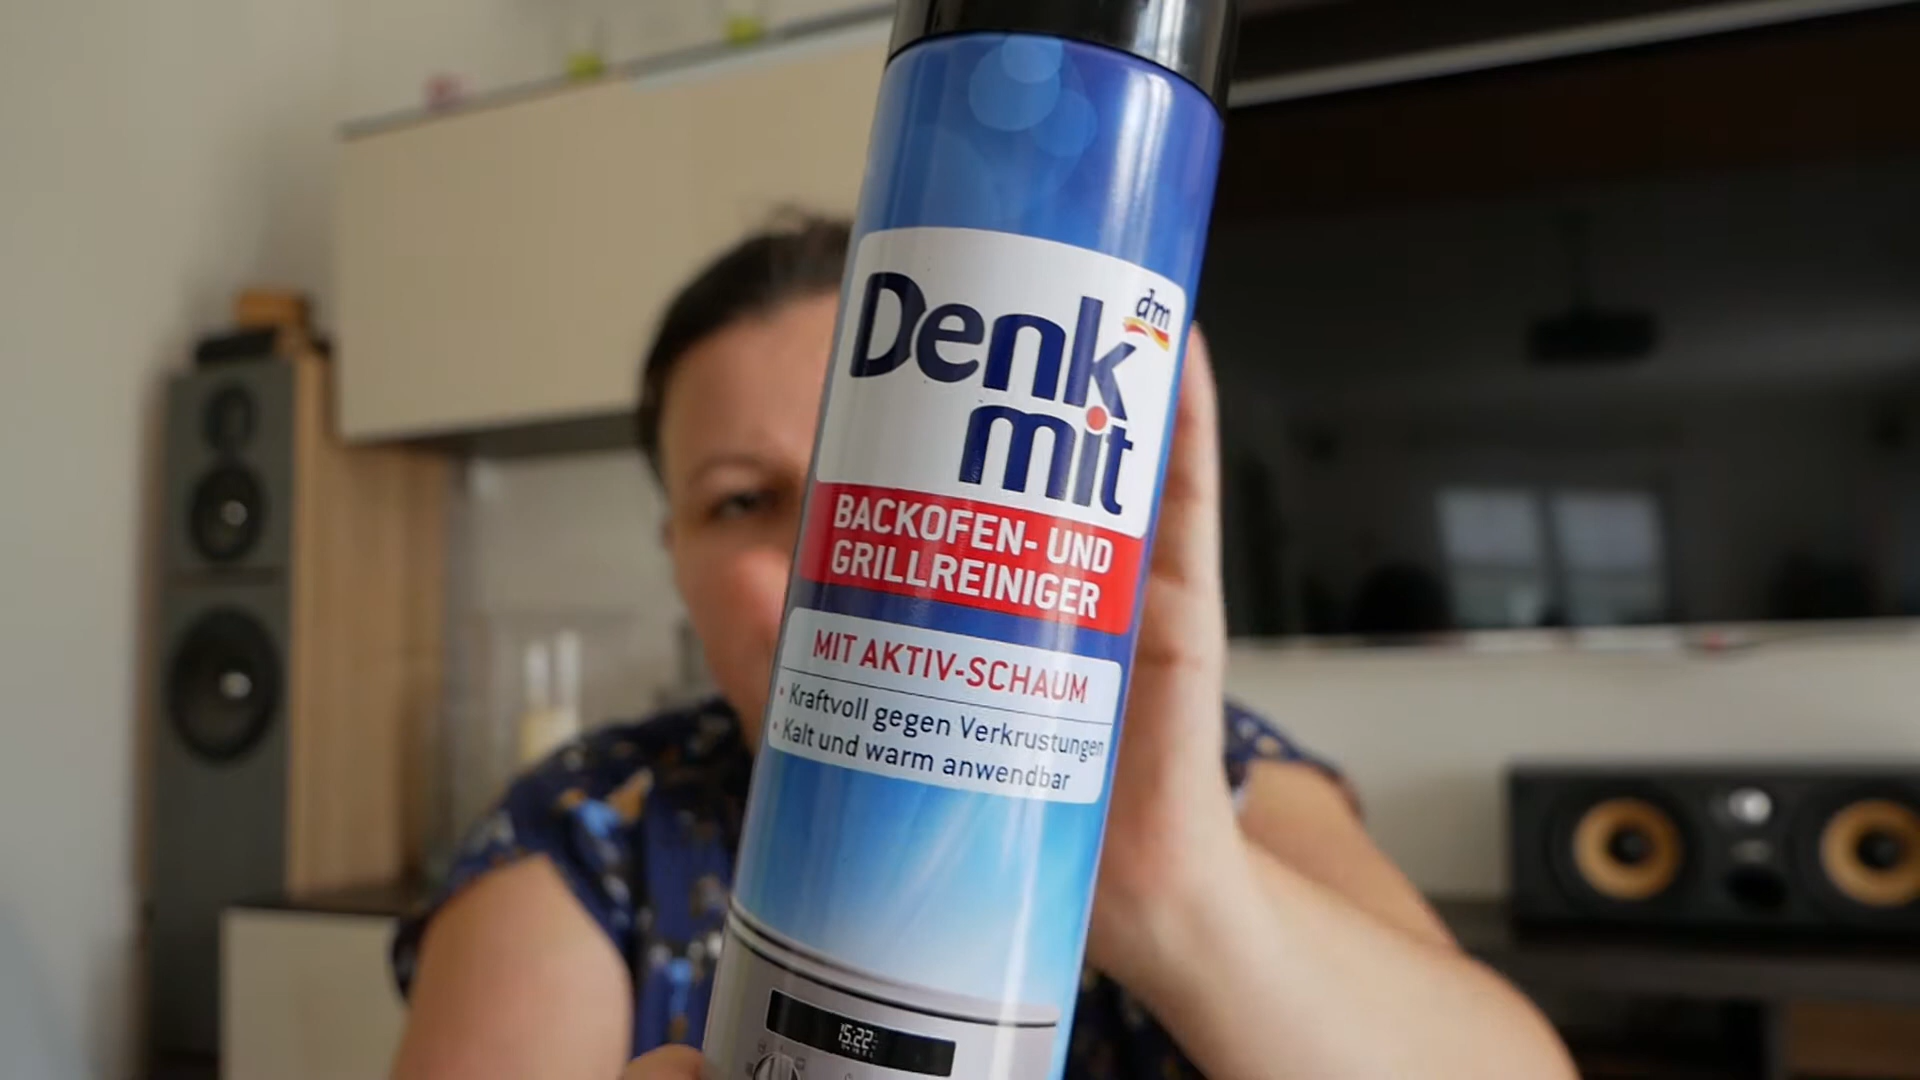 dm
Denk
mit
BACKOFEN- UND
GRILLREINIGER
MIT AKTIV-SCHAUM
• Kraftvoll gegen Verkrustungen
• Kalt und warm anwendbar
15:22